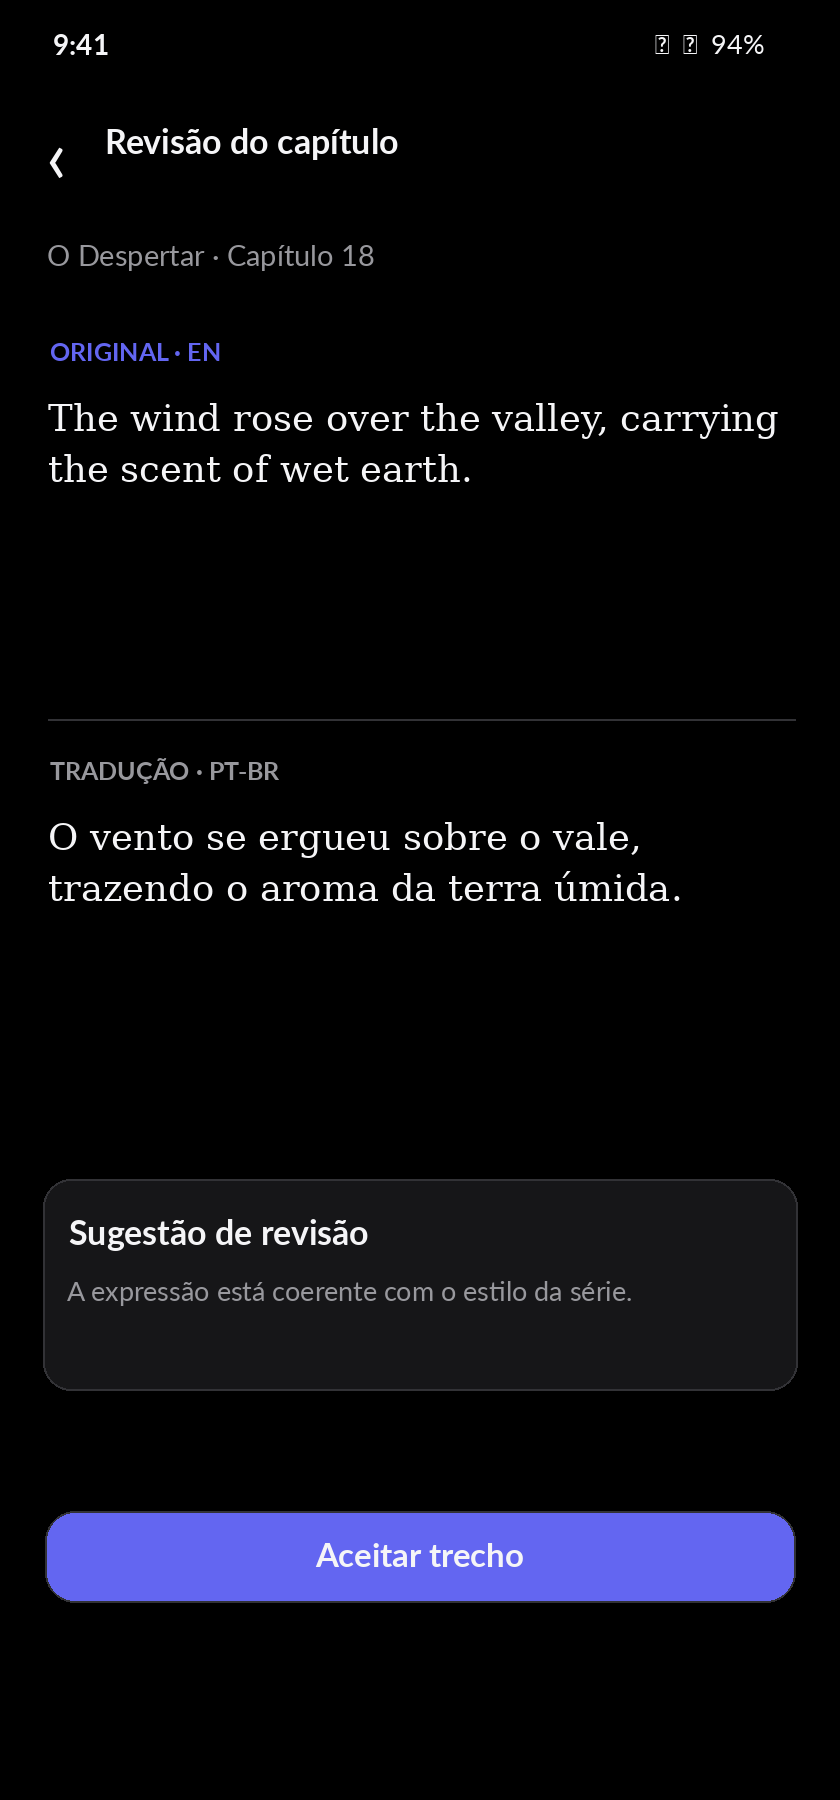 9:41
94%
Revisão do capítulo
O Despertar · Capítulo 18
ORIGINAL · EN
The wind rose over the valley, carrying
the scent of wet earth.
TRADUÇÃO · PT-BR
O vento se ergueu sobre o vale,
trazendo o aroma da terra úmida.
Sugestão de revisão
A expressão está coerente com o estilo da série.
Aceitar trecho